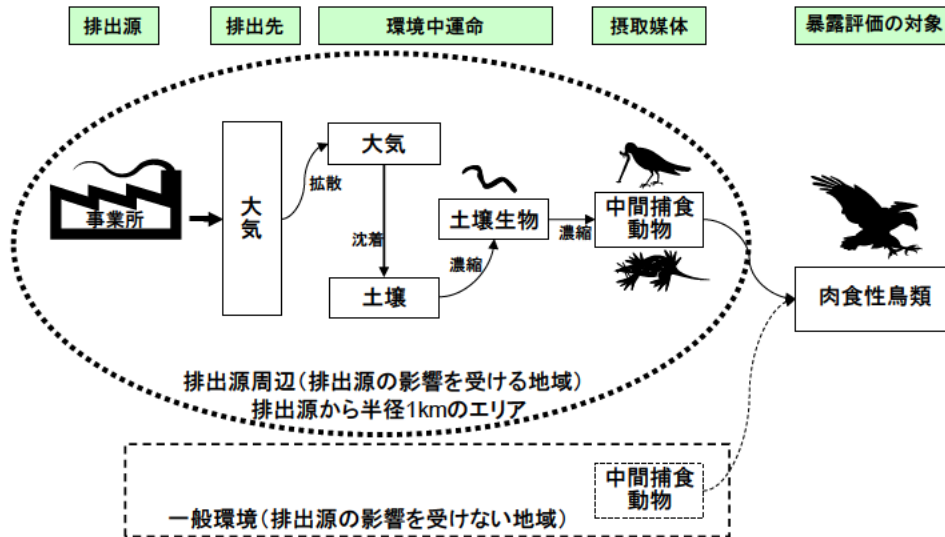 排出源
排出先
環境中運命
摂取媒体
暴露評価の対象
事業所
大
気
拡散
大気
沈着
土壌
濃縮
土壌生物
濃縮
中間捕食
動物
肉食性鳥類
排出源周辺(排出源の影響を受ける地域)
排出源から半径1kmのエリア
中間捕食
動物
一般環境(排出源の影響を受けない地域)